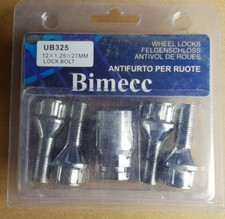 UB325
12 × 1.25 × 27MM
LOCK BOLT
WHEEL LOCKS
FELGENSCHLOSS
ANTIVOL DE ROUES
ANTIFURTO PER RUOTE
Bimecc